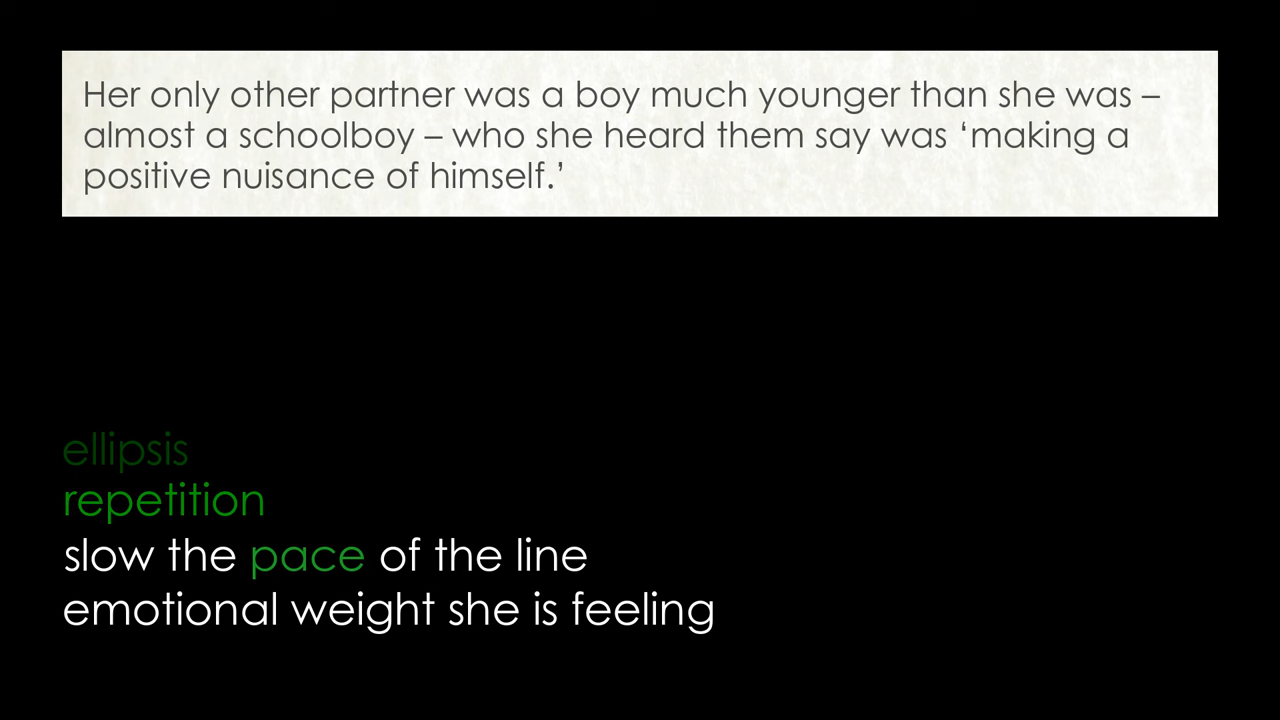 Her only other partner was a boy much younger than she was –
almost a schoolboy – who she heard them say was ‘making a
positive nuisance of himself.’
ellipsis
repetition
slow the pace of the line
emotional weight she is feeling